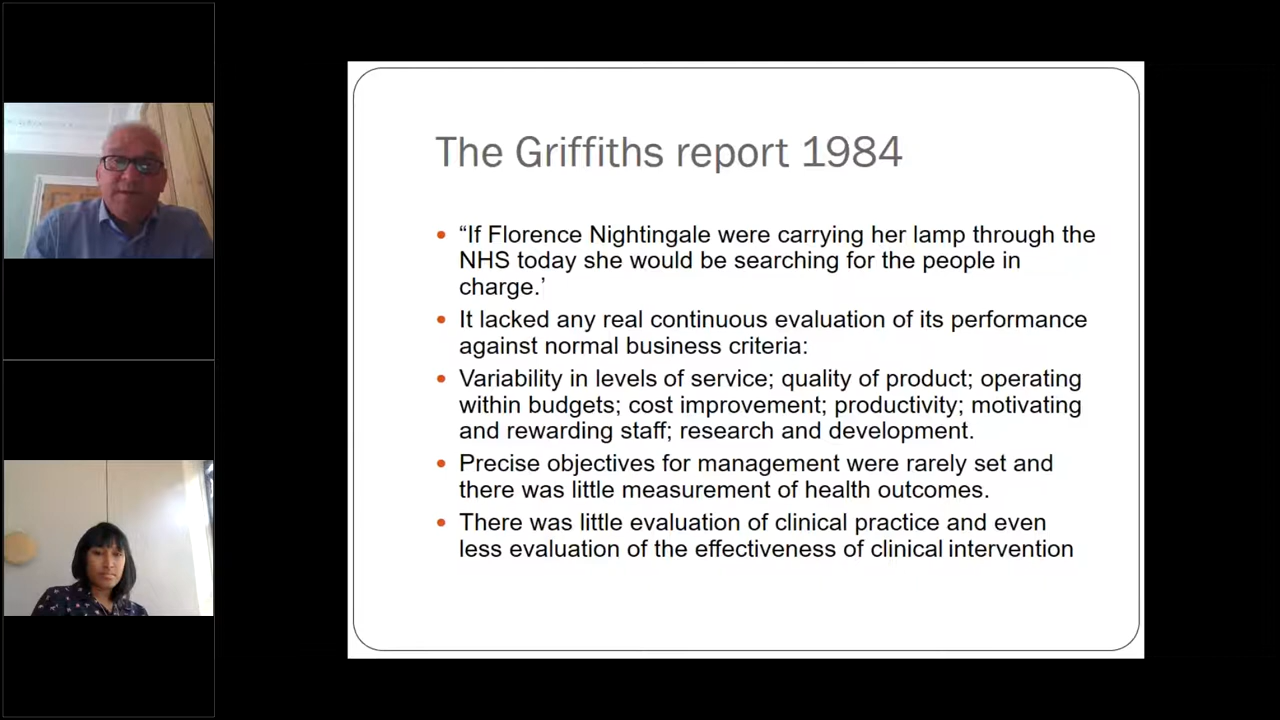 The Griffiths report 1984
• “If Florence Nightingale were carrying her lamp through the
NHS today she would be searching for the people in
charge.’
• It lacked any real continuous evaluation of its performance
against normal business criteria:
• Variability in levels of service; quality of product; operating
within budgets; cost improvement; productivity; motivating
and rewarding staff; research and development.
• Precise objectives for management were rarely set and
there was little measurement of health outcomes.
• There was little evaluation of clinical practice and even
less evaluation of the effectiveness of clinical intervention